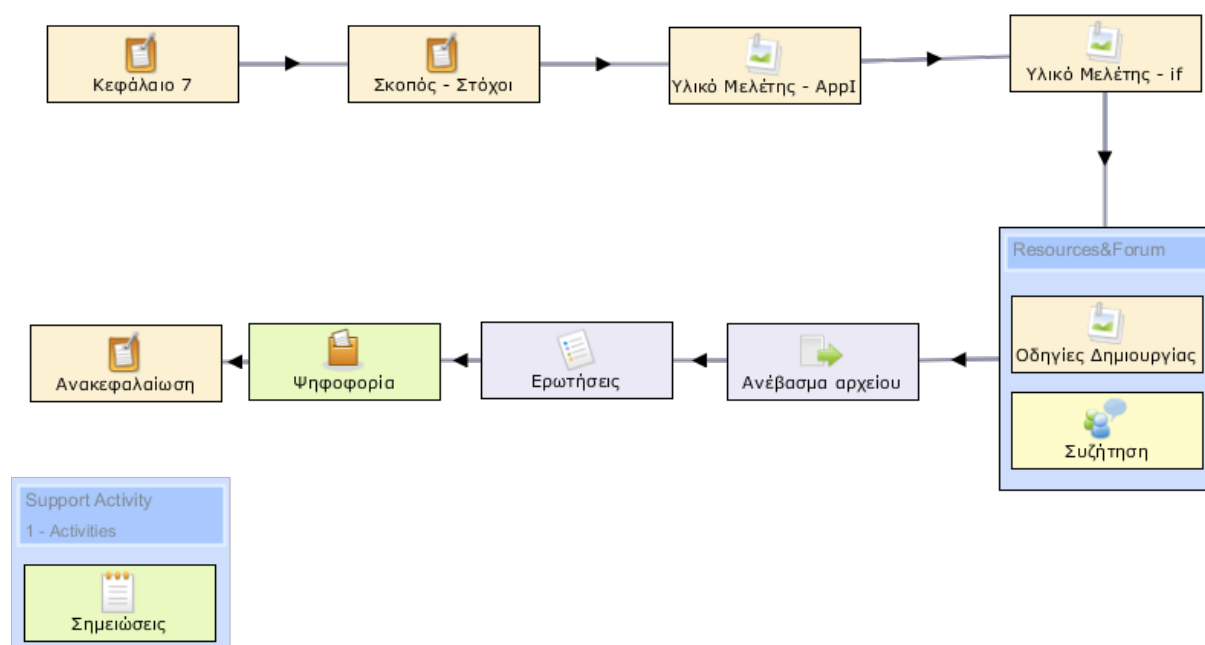 Κεφάλαιο 7
Σκοπός - Στόχοι
Υλικό Μελέτης - AppI
Υλικό Μελέτης - if
Resources&Forum
Οδηγίες Δημιουργίας
Συζήτηση
Ανέβασμα αρχείου
Ερωτήσεις
Ψηφοφορία
Ανακεφαλαίωση
Support Activity
1 - Activities
Σημειώσεις